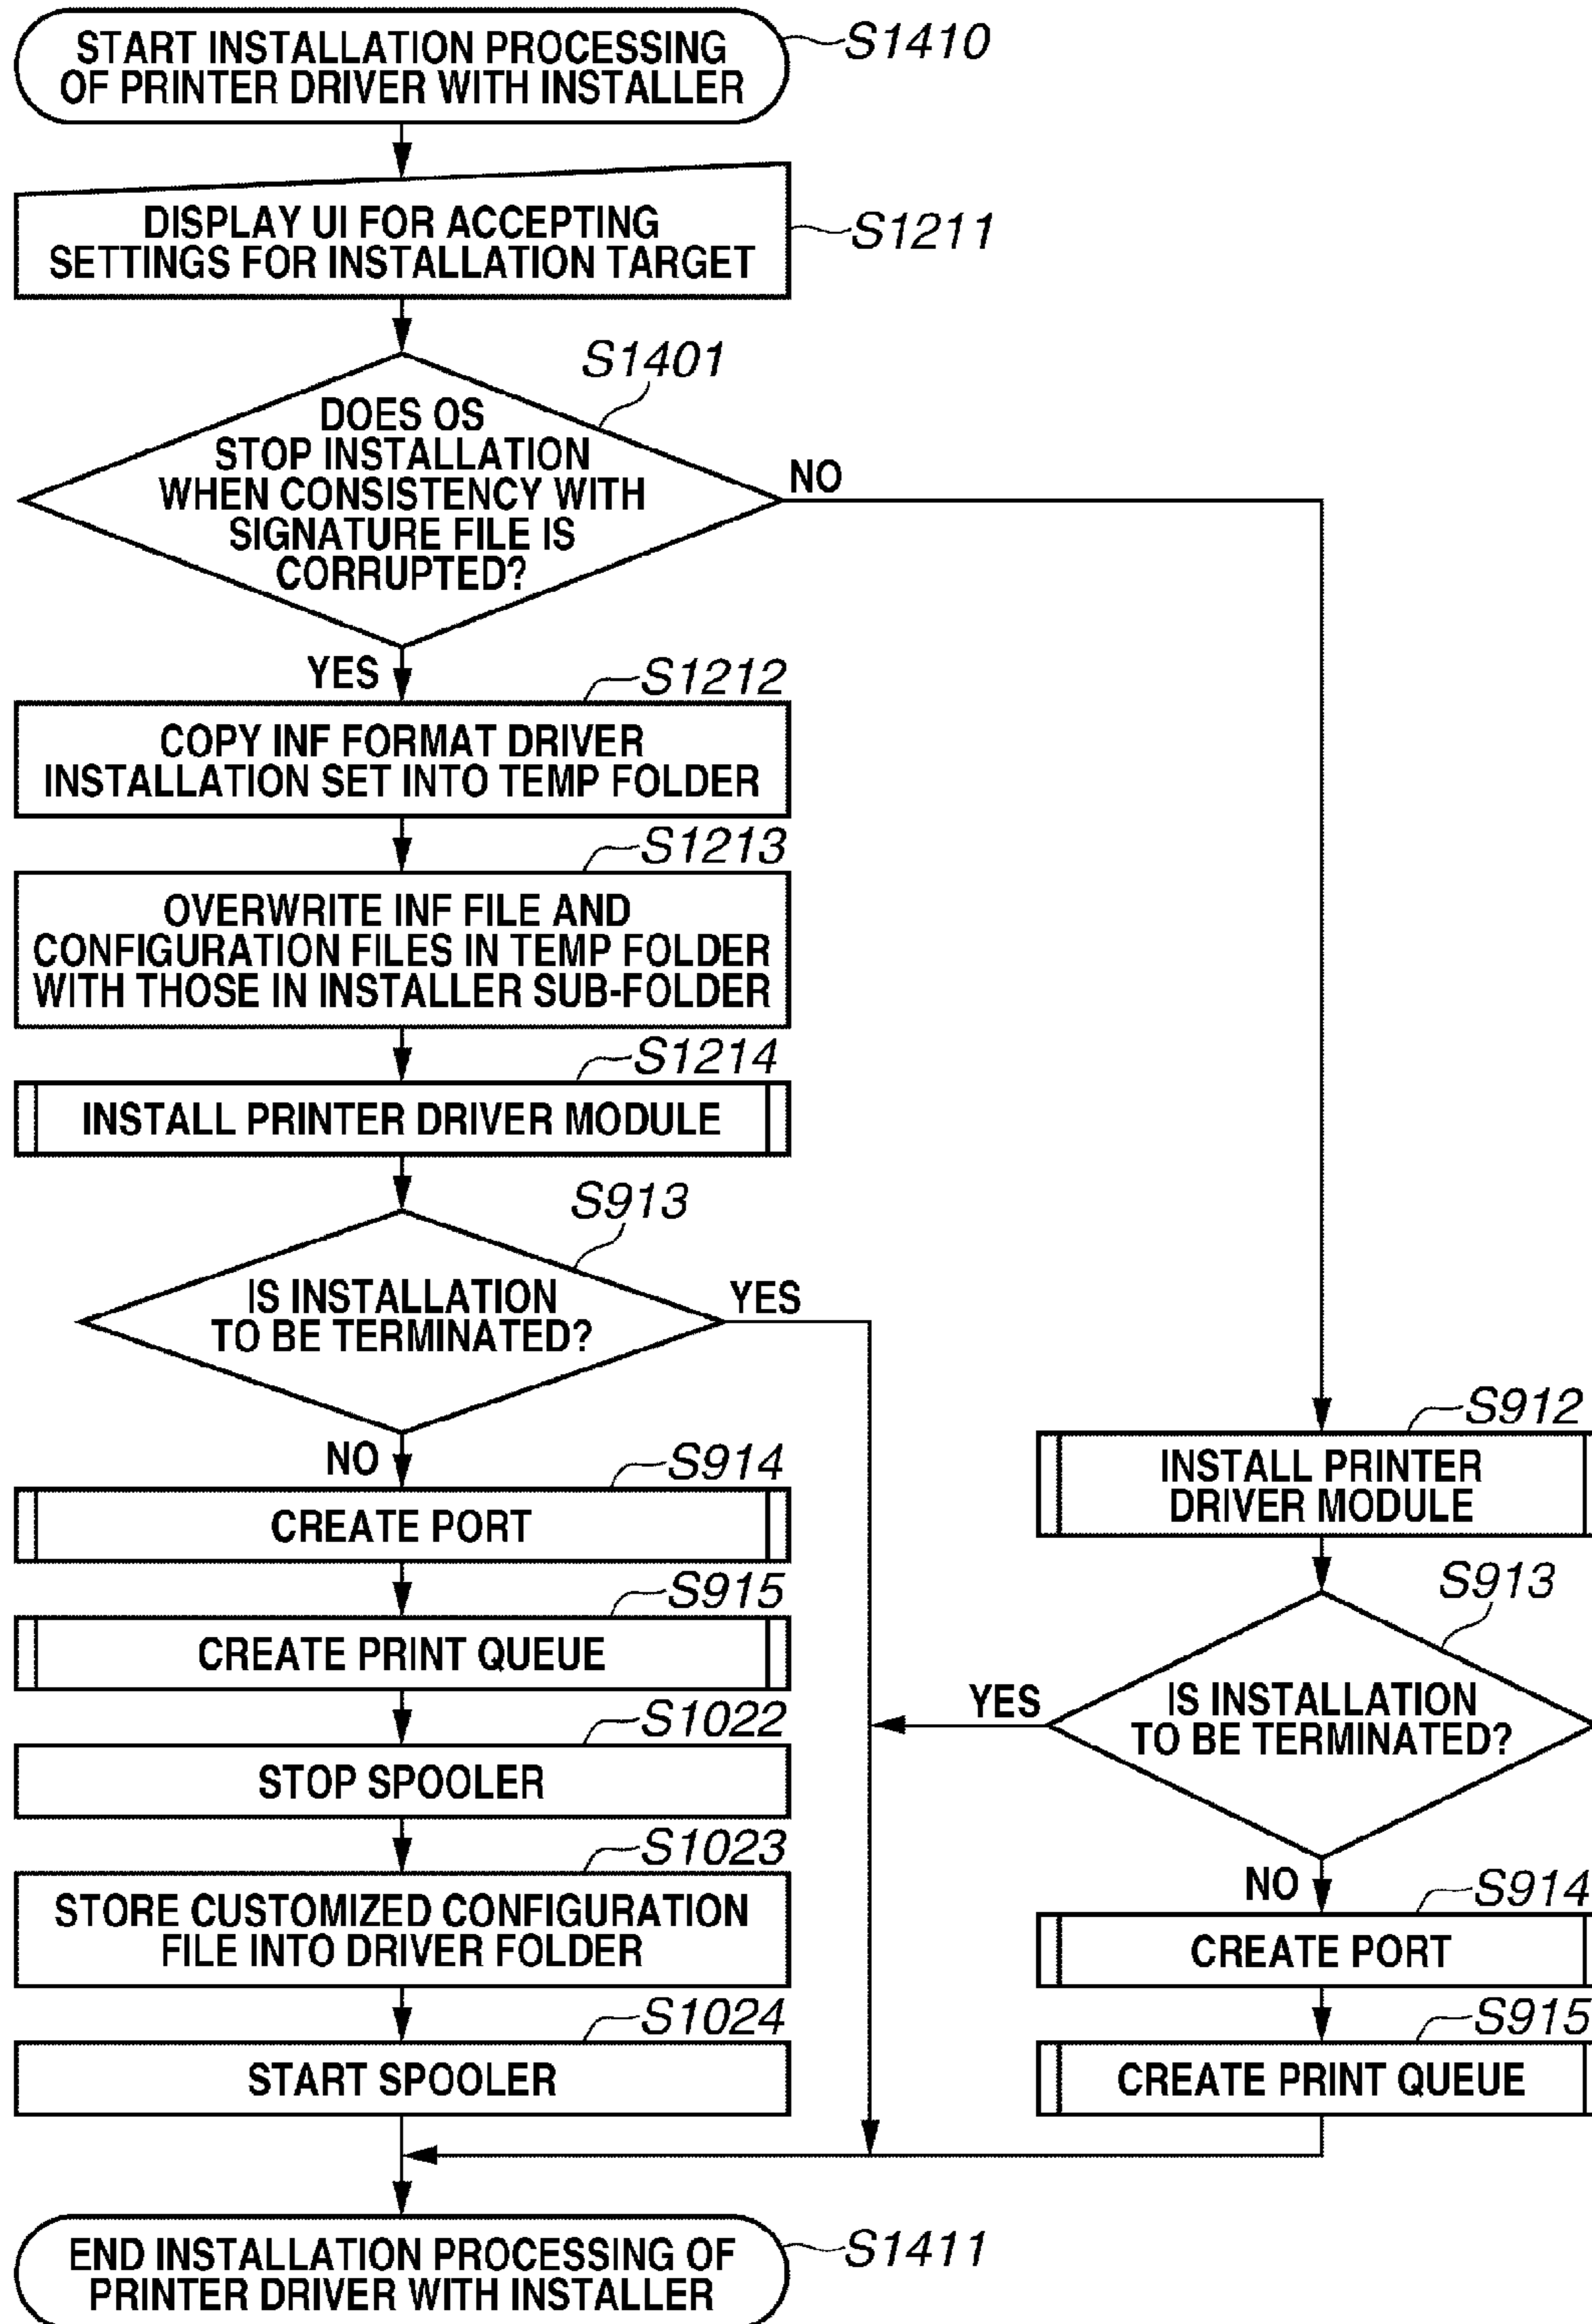 START INSTALLATION PROCESSING
OF PRINTER DRIVER WITH INSTALLER
S1410
DISPLAY UI FOR ACCEPTING
SETTINGS FOR INSTALLATION TARGET
S1211
S1401
DOES OS
STOP INSTALLATION
WHEN CONSISTENCY WITH
SIGNATURE FILE IS
CORRUPTED?
NO
YES
S1212
COPY INF FORMAT DRIVER
INSTALLATION SET INTO TEMP FOLDER
S1213
OVERWRITE INF FILE AND
CONFIGURATION FILES IN TEMP FOLDER
WITH THOSE IN INSTALLER SUB-FOLDER
S1214
INSTALL PRINTER DRIVER MODULE
S913
IS INSTALLATION
TO BE TERMINATED?
YES
NO
S914
CREATE PORT
S915
CREATE PRINT QUEUE
S1022
STOP SPOOLER
S1023
STORE CUSTOMIZED CONFIGURATION
FILE INTO DRIVER FOLDER
S1024
START SPOOLER
S912
INSTALL PRINTER
DRIVER MODULE
S913
IS INSTALLATION
TO BE TERMINATED?
YES
NO
S914
CREATE PORT
S915
CREATE PRINT QUEUE
END INSTALLATION PROCESSING OF
PRINTER DRIVER WITH INSTALLER
S1411